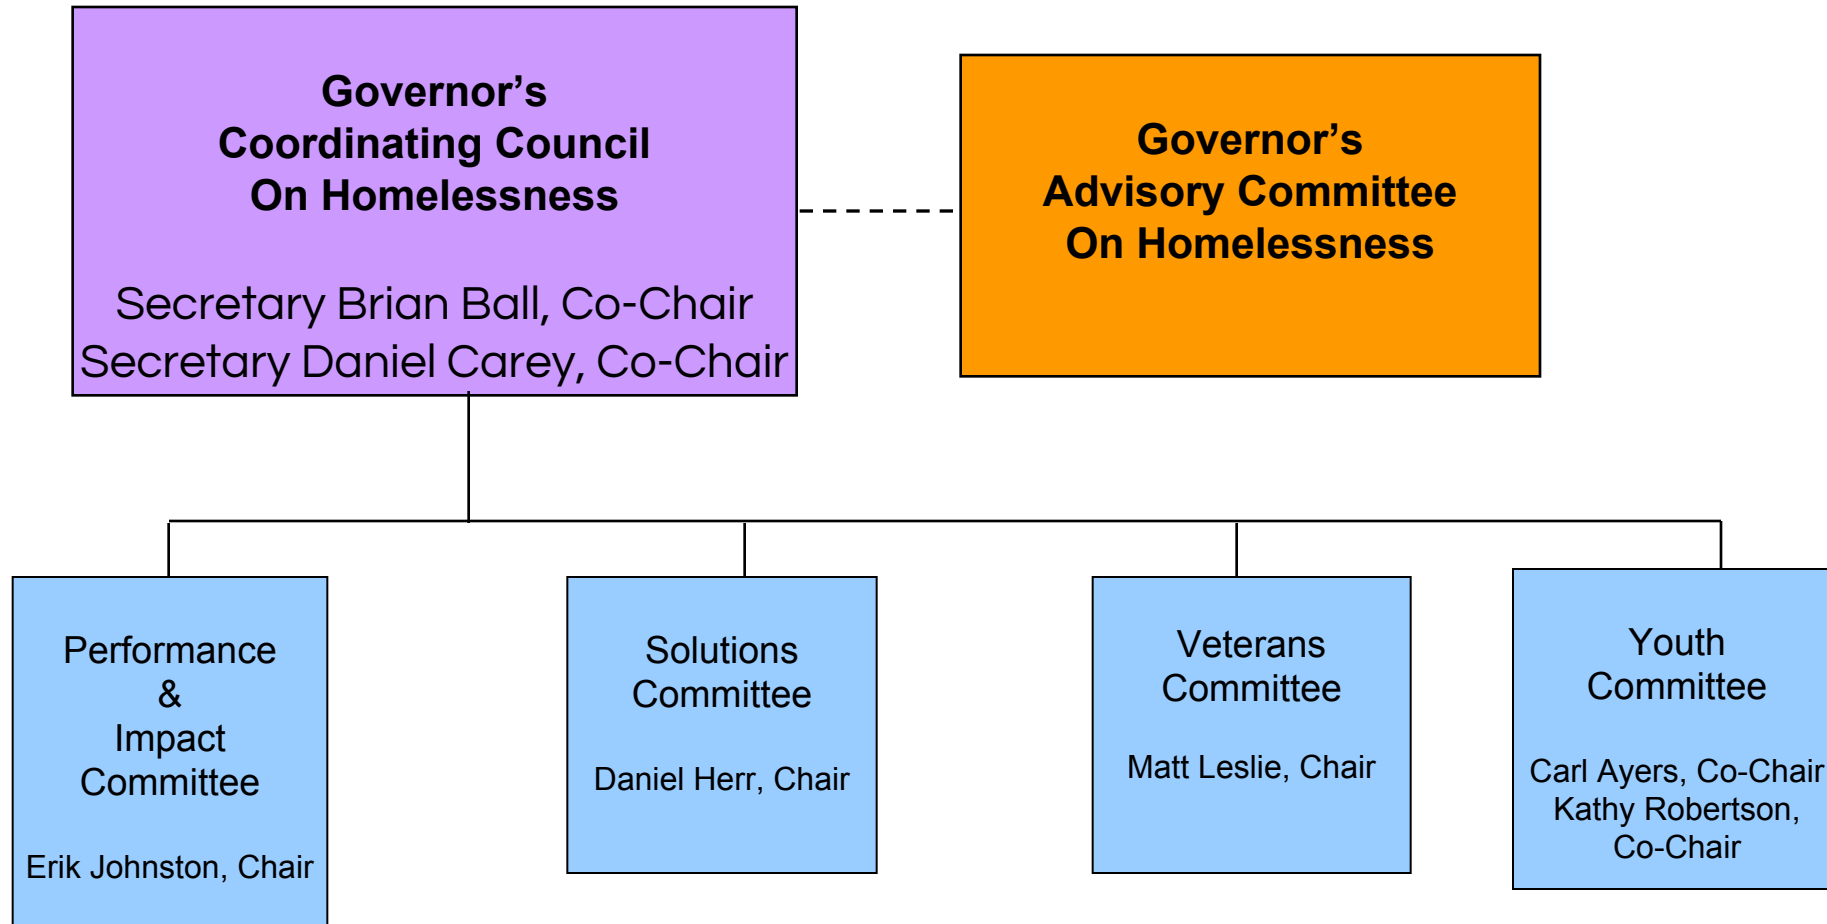 Governor’s
Coordinating Council
On Homelessness
Secretary Brian Ball, Co-Chair
Secretary Daniel Carey, Co-Chair
Governor’s
Advisory Committee
On Homelessness
Performance
&
Impact
Committee
Erik Johnston, Chair
Solutions
Committee
Daniel Herr, Chair
Veterans
Committee
Matt Leslie, Chair
Youth
Committee
Carl Ayers, Co-Chair
Kathy Robertson,
Co-Chair